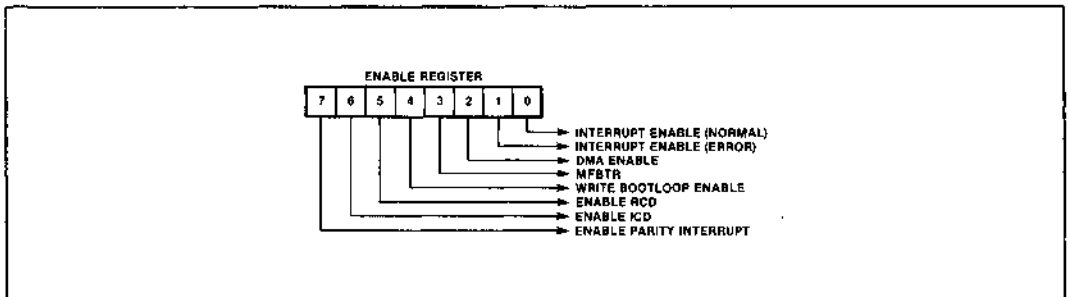 ENABLE REGISTER
7 6 5 4 3 2 1 0
INTERRUPT ENABLE (NORMAL)
INTERRUPT ENABLE (ERROR)
DMA ENABLE
MFBTR
WRITE BOOTLOOP ENABLE
ENABLE RCD
ENABLE ICD
ENABLE PARITY INTERRUPT